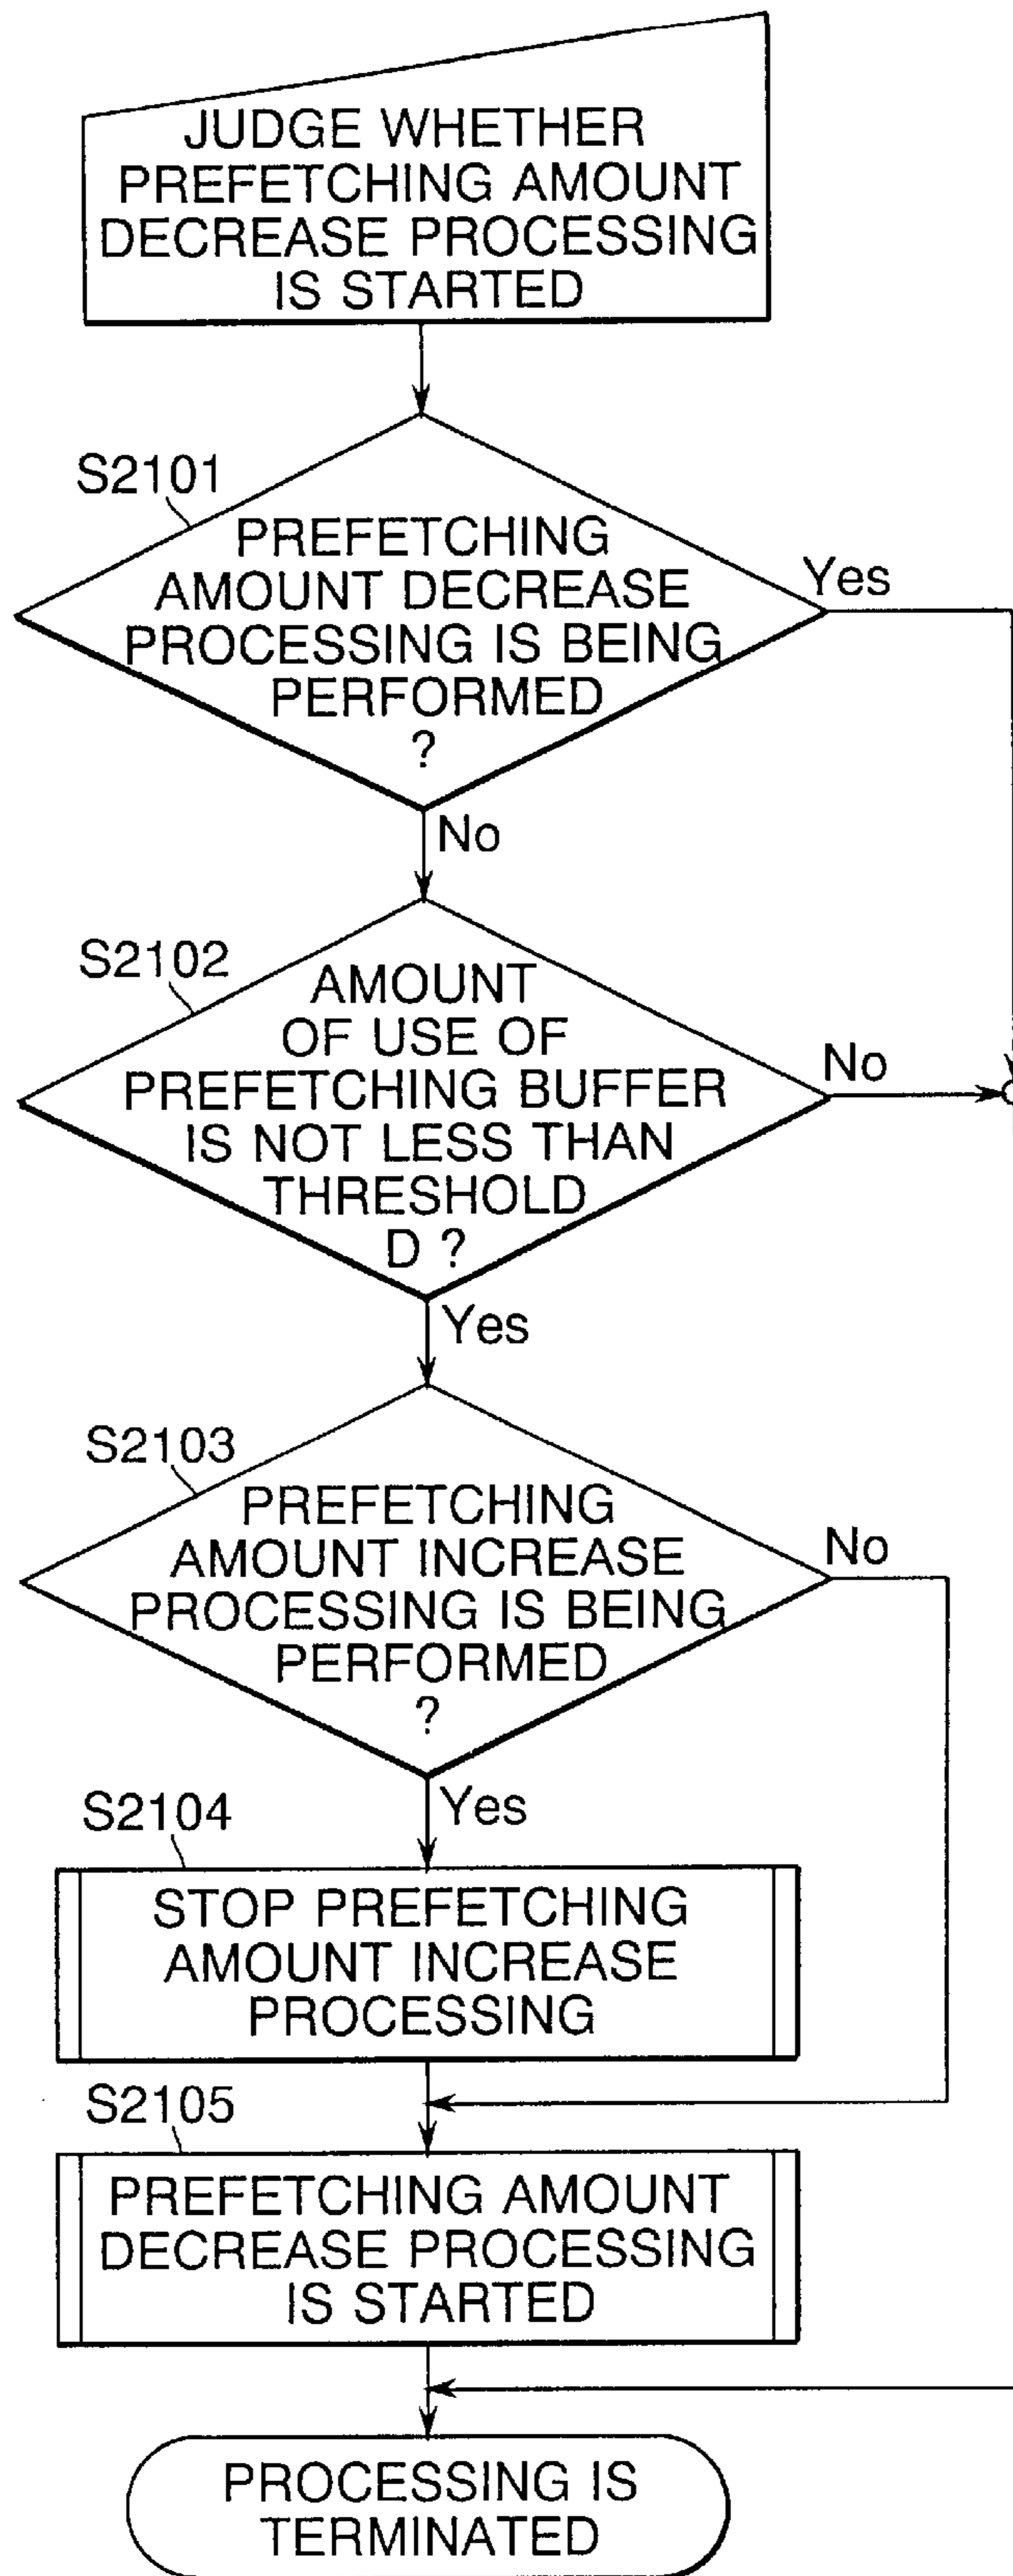 JUDGE WHETHER
PREFETCHING AMOUNT
DECREASE PROCESSING
IS STARTED
S2101
PREFETCHING
AMOUNT DECREASE
PROCESSING IS BEING
PERFORMED
?
Yes
No
S2102
AMOUNT
OF USE OF
PREFETCHING BUFFER
IS NOT LESS THAN
THRESHOLD
D ?
No
Yes
S2103
PREFETCHING
AMOUNT INCREASE
PROCESSING IS BEING
PERFORMED
?
No
Yes
S2104
STOP PREFETCHING
AMOUNT INCREASE
PROCESSING
S2105
PREFETCHING AMOUNT
DECREASE PROCESSING
IS STARTED
PROCESSING IS
TERMINATED